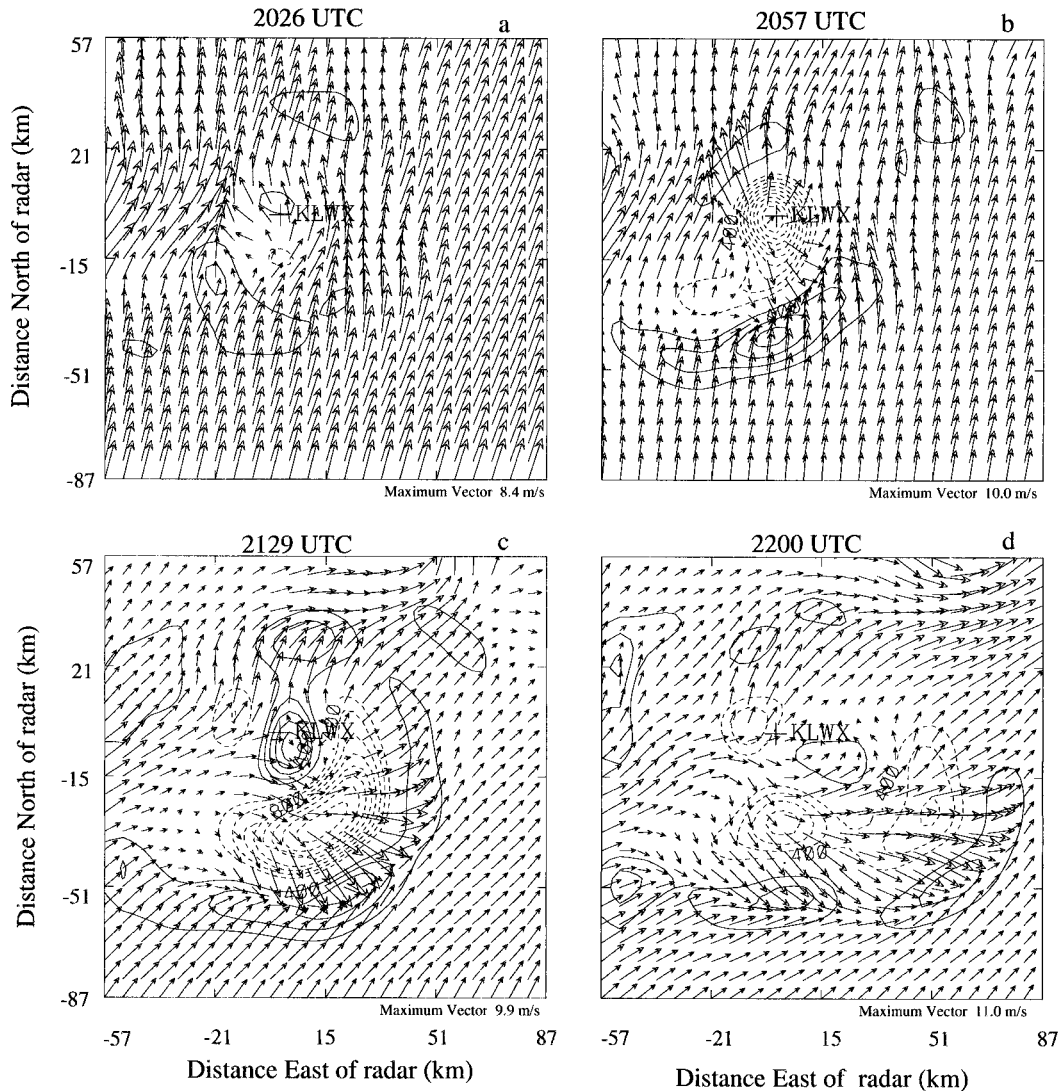 2026 UTC a
2057 UTC b
57
21
-15
-51
-87
Distance North of radar (km)
KLWX
Maximum Vector 8.4 m/s
KLWX
400
Maximum Vector 10.0 m/s
2129 UTC c
2200 UTC d
57
21
-15
-51
-87
Distance North of radar (km)
KLWX
800
400
Maximum Vector 9.9 m/s
KLWX
400
400
Maximum Vector 11.0 m/s
-57 -21 15 51 87
-57 -21 15 51 87
Distance East of radar (km)
Distance East of radar (km)